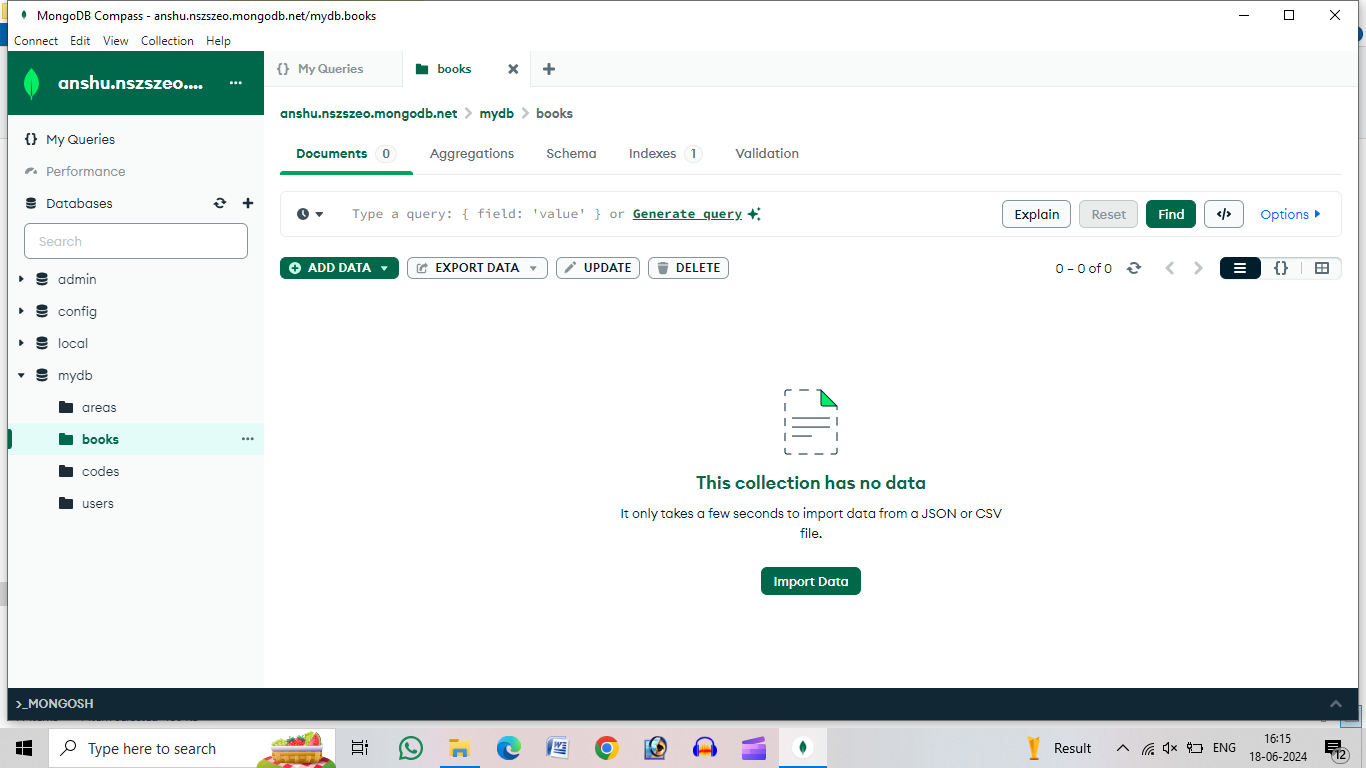 MongoDB Compass - anshu.nszszeo.mongodb.net/mydb.books
Connect Edit View Collection Help
anshu.nszszeo....
My Queries
Performance
Databases
Search
admin
config
local
mydb
areas
books
codes
users
{} My Queries
books
anshu.nszszeo.mongodb.net > mydb > books
Documents 0 Aggregations Schema Indexes 1 Validation
Type a query: { field: 'value' } or Generate query
Explain Reset Find </> Options
ADD DATA EXPORT DATA UPDATE DELETE
0 – 0 of 0 {}
This collection has no data
It only takes a few seconds to import data from a JSON or CSV
file.
Import Data
>_MONGOSH
Type here to search
Result
ENG
16:15
18-06-2024
12